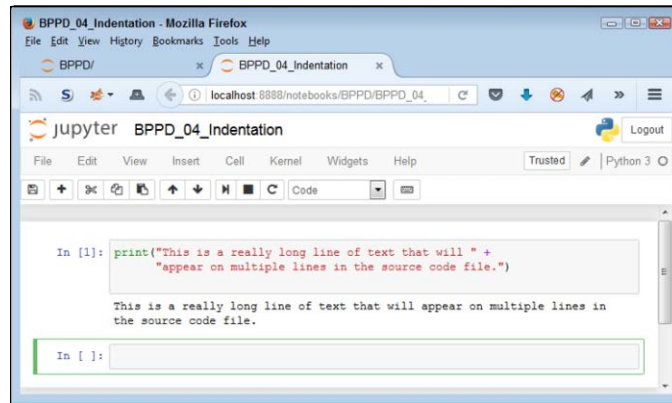 BPPD_04_Indentation - Mozilla Firefox
File Edit View History Bookmarks Tools Help
BPPD/ × BPPD_04_Indentation ×
localhost:8888/notebooks/BPPD/BPPD_04_
jupyter BPPD_04_Indentation Logout
File Edit View Insert Cell Kernel Widgets Help Trusted Python 3
Code
In [1]: print("This is a really long line of text that will " +
"appear on multiple lines in the source code file.")
This is a really long line of text that will appear on multiple lines in
the source code file.
In [ ]: